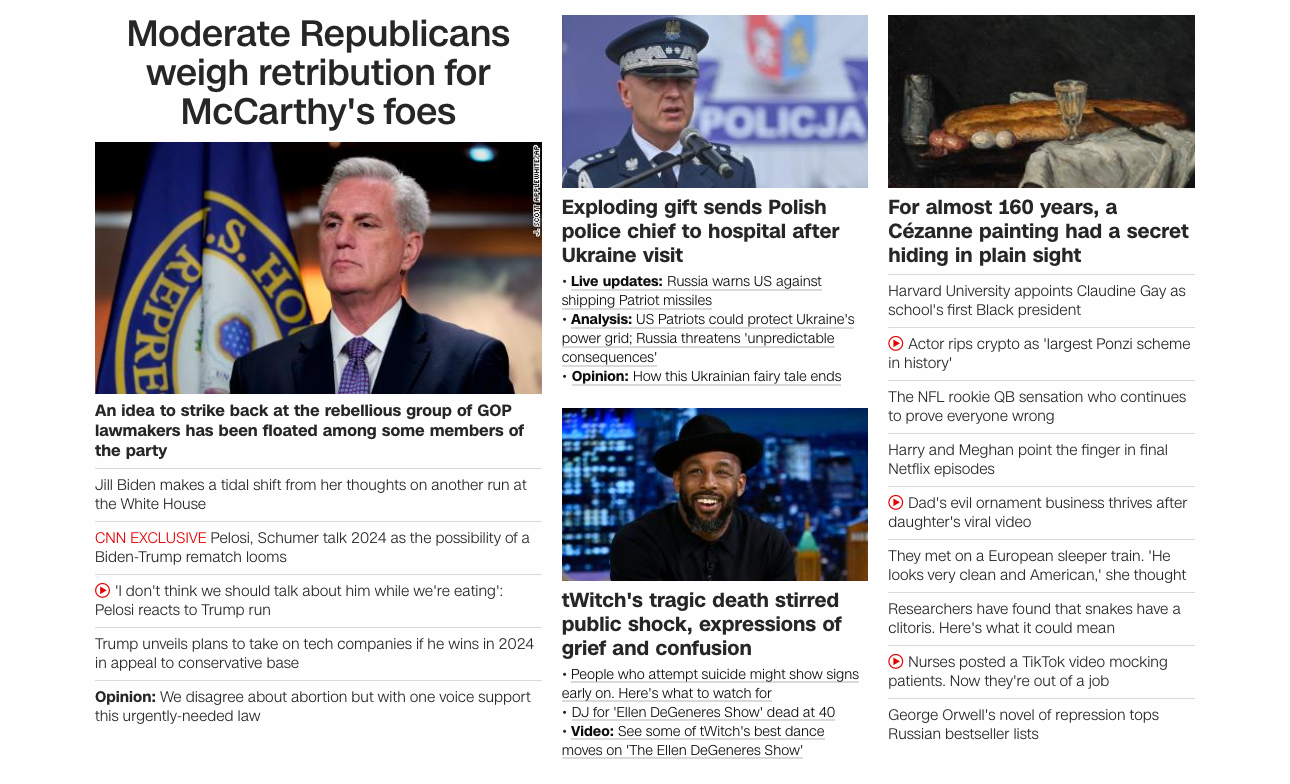 Moderate Republicans
weigh retribution for
McCarthy's foes
J. SCOTT APPLEWHITE/AP
S. HOU
REPRE
An idea to strike back at the rebellious group of GOP
lawmakers has been floated among some members of
the party
Jill Biden makes a tidal shift from her thoughts on another run at
the White House
CNN EXCLUSIVE Pelosi, Schumer talk 2024 as the possibility of a
Biden-Trump rematch looms
'I don't think we should talk about him while we're eating':
Pelosi reacts to Trump run
Trump unveils plans to take on tech companies if he wins in 2024
in appeal to conservative base
Opinion: We disagree about abortion but with one voice support
this urgently-needed law
POLICJA
Exploding gift sends Polish
police chief to hospital after
Ukraine visit
• Live updates: Russia warns US against
shipping Patriot missiles
• Analysis: US Patriots could protect Ukraine's
power grid; Russia threatens 'unpredictable
consequences'
• Opinion: How this Ukrainian fairy tale ends
tWitch's tragic death stirred
public shock, expressions of
grief and confusion
• People who attempt suicide might show signs
early on. Here's what to watch for
• DJ for 'Ellen DeGeneres Show' dead at 40
• Video: See some of tWitch's best dance
moves on 'The Ellen DeGeneres Show'
For almost 160 years, a
Cézanne painting had a secret
hiding in plain sight
Harvard University appoints Claudine Gay as
school's first Black president
Actor rips crypto as 'largest Ponzi scheme
in history'
The NFL rookie QB sensation who continues
to prove everyone wrong
Harry and Meghan point the finger in final
Netflix episodes
Dad's evil ornament business thrives after
daughter's viral video
They met on a European sleeper train. 'He
looks very clean and American,' she thought
Researchers have found that snakes have a
clitoris. Here's what it could mean
Nurses posted a TikTok video mocking
patients. Now they're out of a job
George Orwell's novel of repression tops
Russian bestseller lists